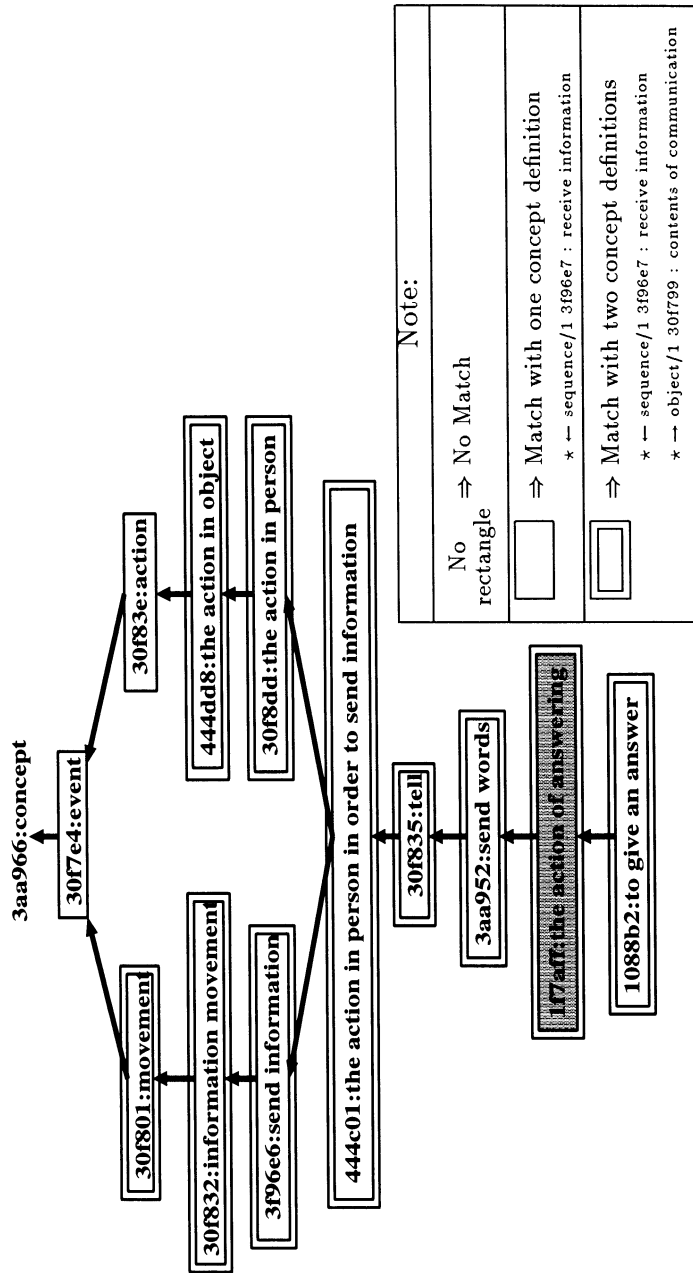 3aa966:concept
30f7e4:event
30f801:movement
30f83e:action
30f832:information movement
444dd8:the action in object
3f96e6:send information
30f8dd:the action in person
444c01:the action in person in order to send information
30f835:tell
3aa952:send words
1f7aff:the action of answering
1088b2:to give an answer
Note:
No
rectangle
⇒ No Match
⇒ Match with one concept definition
⋆ ← sequence/1 3f96e7 : receive information
⇒ Match with two concept definitions
⋆ ← sequence/1 3f96e7 : receive information
⋆ → object/1 30f799 : contents of communication